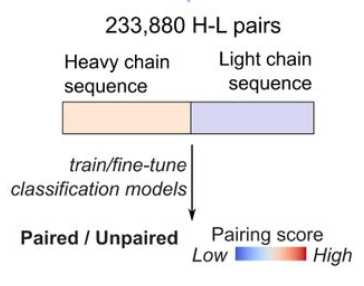 233,880 H-L pairs
Heavy chain
sequence
Light chain
sequence
train/fine-tune
classification models
Paired / Unpaired
Pairing score
Low
High